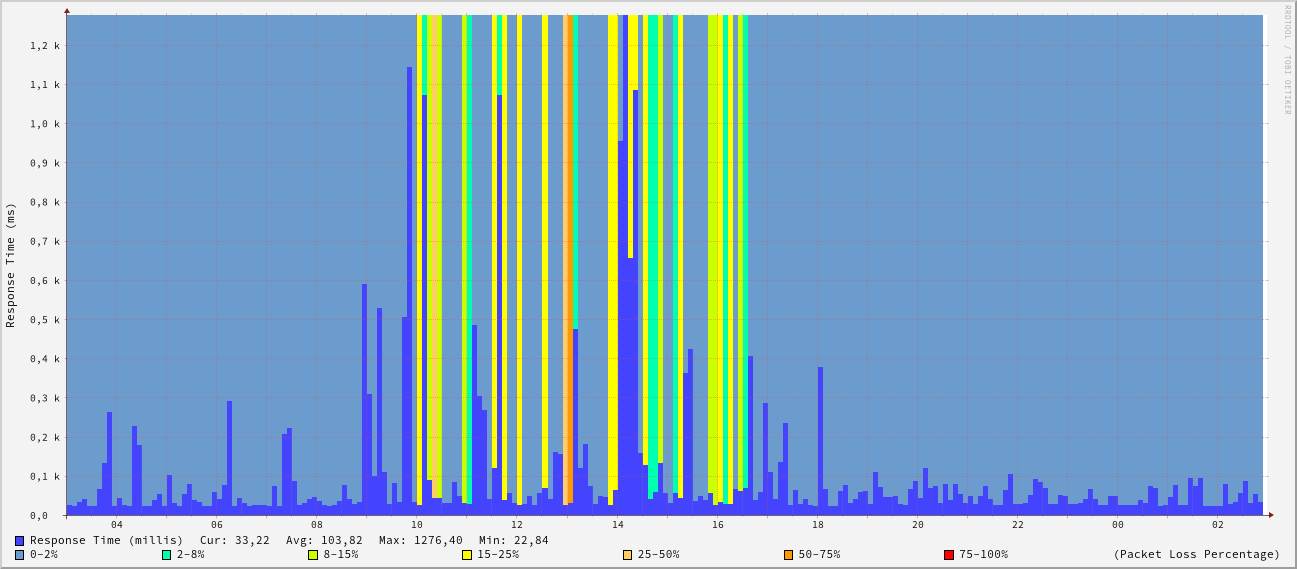 RRDTOOL / TOBI OETIKER
Response Time (ms)
1,2 k
1,1 k
1,0 k
0,9 k
0,8 k
0,7 k
0,6 k
0,5 k
0,4 k
0,3 k
0,2 k
0,1 k
0,0
04 06 08 10 12 14 16 18 20 22 00 02
Response Time (millis) Cur: 33,22 Avg: 103,82 Max: 1276,40 Min: 22,84
0-2% 2-8% 8-15% 15-25% 25-50% 50-75% 75-100% (Packet Loss Percentage)